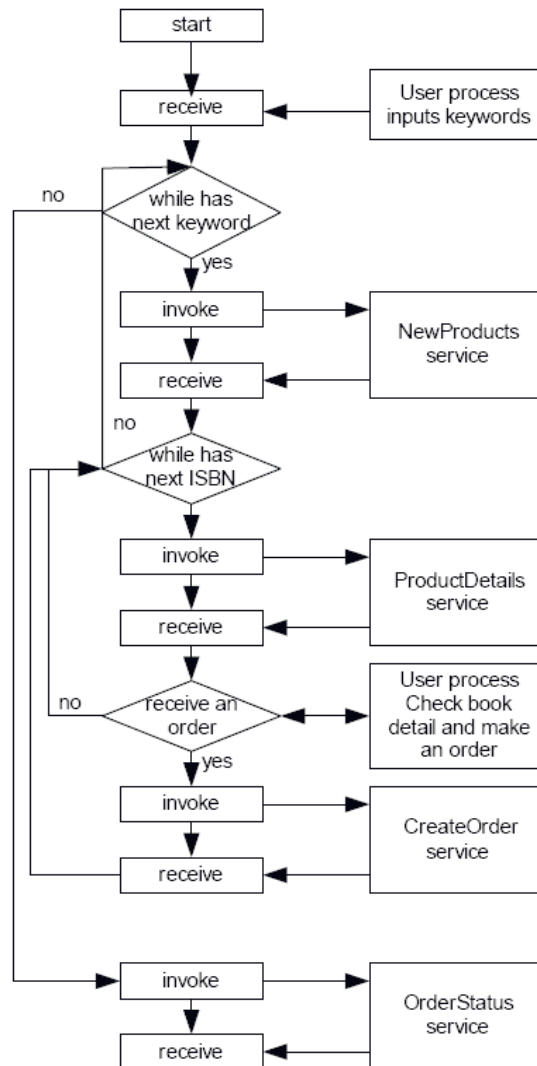 start
receive
User process
inputs keywords
no
while has
next keyword
yes
invoke
NewProducts
service
receive
no
while has
next ISBN
invoke
ProductDetails
service
receive
no
receive an
order
User process
Check book
detail and make
an order
yes
invoke
CreateOrder
service
receive
invoke
OrderStatus
service
receive